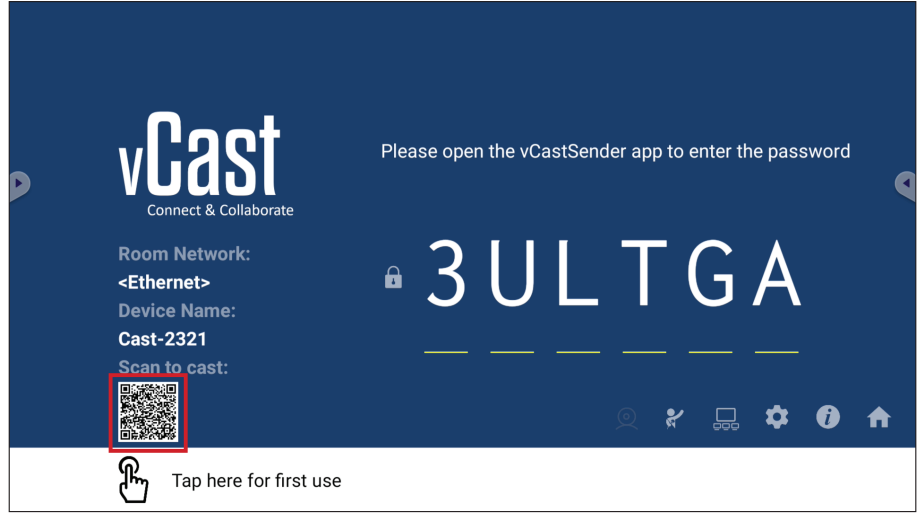 vCast
Connect & Collaborate
Please open the vCastSender app to enter the password
Room Network:
<Ethernet>
Device Name:
Cast-2321
Scan to cast:
3ULTGA
Tap here for first use